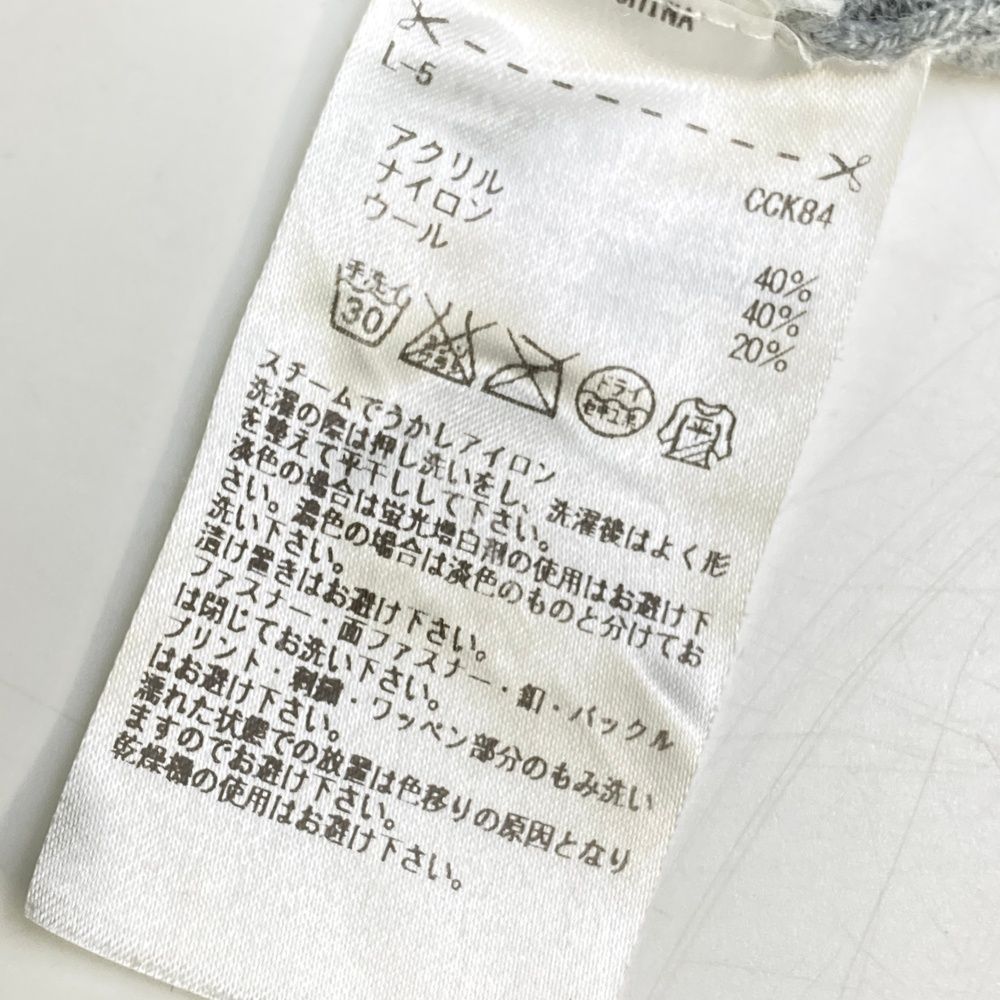 CHINA
L-5
CCK84
アクリル 40%
ナイロン 40%
ウール 20%
手洗イ
30
ドライ
セキユ系
平
スチームでうかしアイロン
洗濯の際は押し洗いをし、洗濯後はよく形
を整えて平干しして下さい。
淡色の場合は蛍光増白剤の使用はお避け下
さい。濃色の場合は淡色のものと分けてお
洗い下さい。
漬け置きはお避け下さい。
ファスナー・面ファスナー・釦・バックル
は閉じてお洗い下さい。
プリント・刺繍・ワッペン部分のもみ洗い
はお避け下さい。
濡れた状態での放置は色移りの原因となり
ますのでお避け下さい。
乾燥機の使用はお避け下さい。